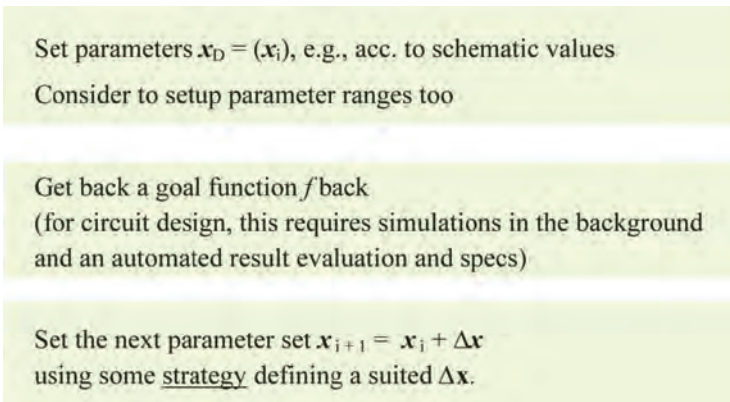 Set parameters xD = (xi), e.g., acc. to schematic values
Consider to setup parameter ranges too
Get back a goal function f back
(for circuit design, this requires simulations in the background
and an automated result evaluation and specs)
Set the next parameter set xi+1 = xi + Δx
using some strategy defining a suited Δx.